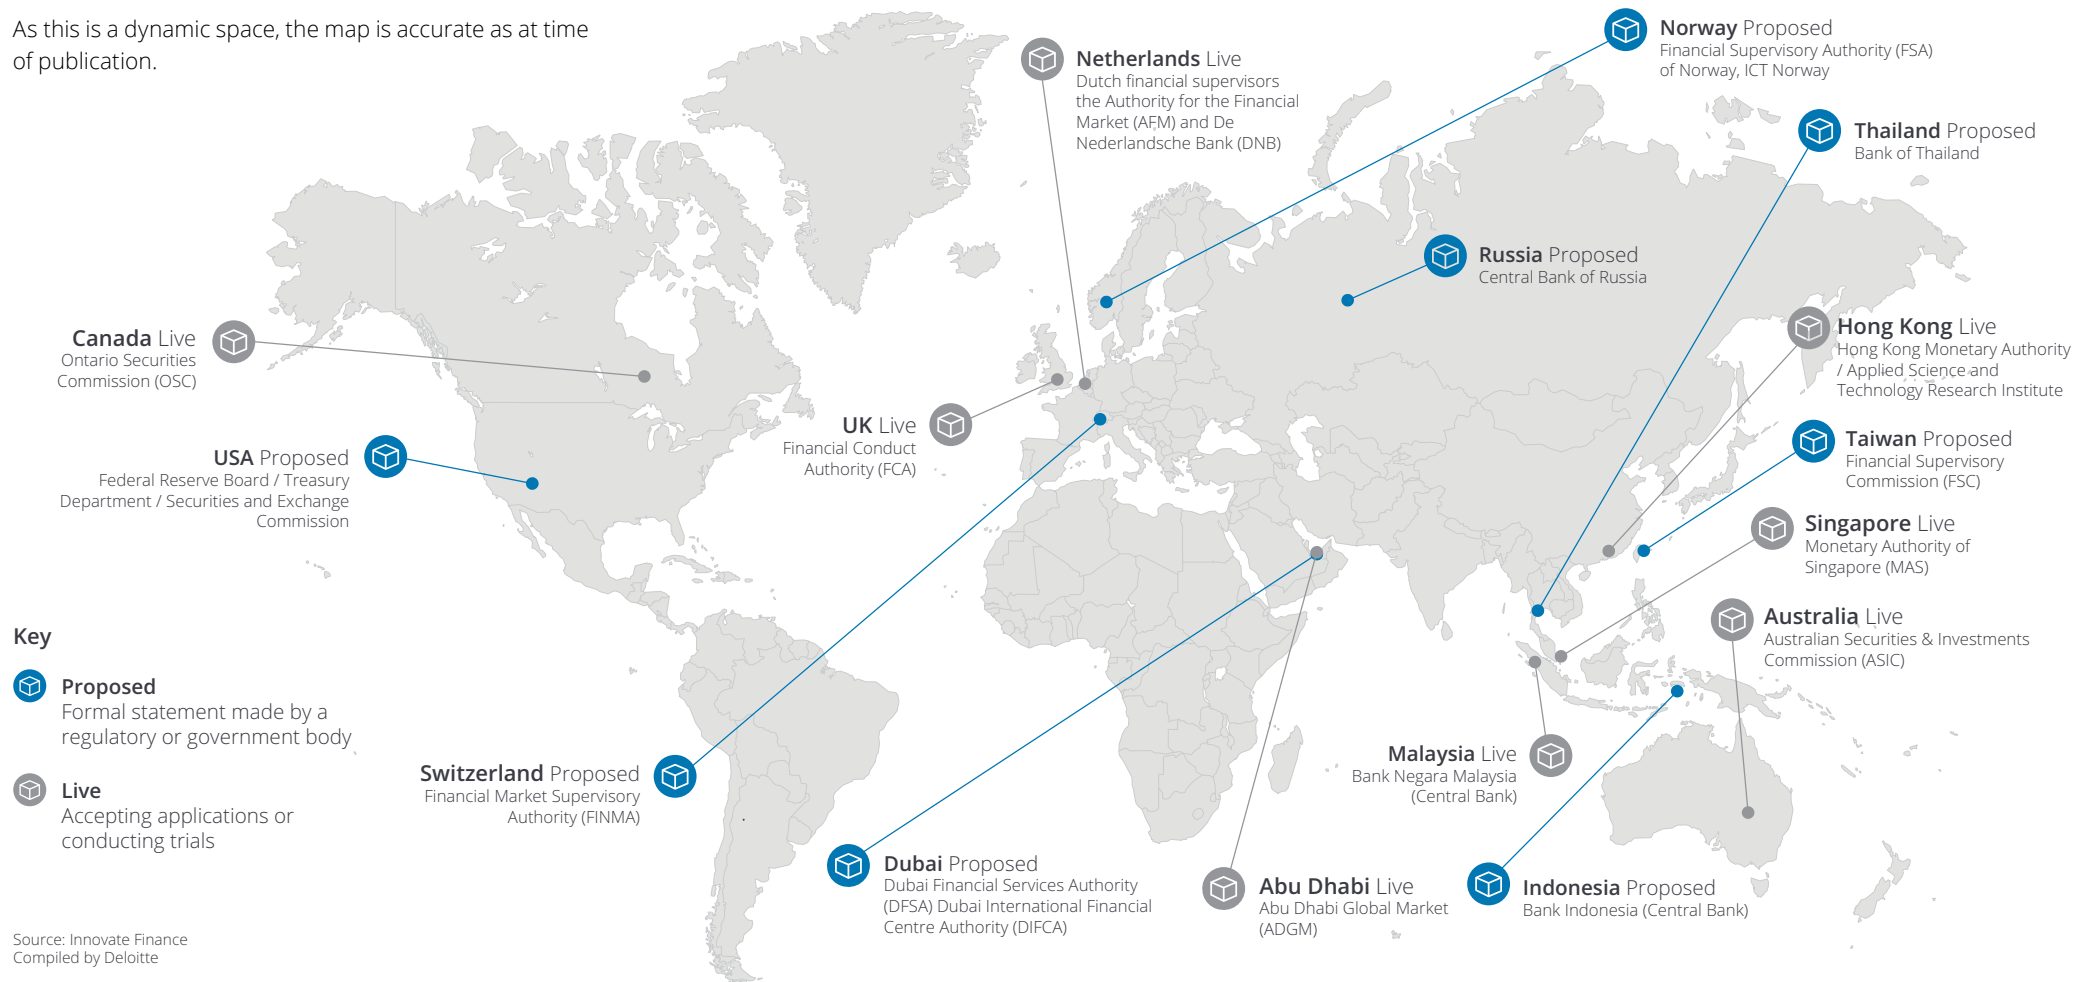 As this is a dynamic space, the map is accurate as at time
of publication.
Netherlands Live
Dutch financial supervisors
the Authority for the Financial
Market (AFM) and De
Nederlandsche Bank (DNB)
Norway Proposed
Financial Supervisory Authority (FSA)
of Norway, ICT Norway
Thailand Proposed
Bank of Thailand
Russia Proposed
Central Bank of Russia
Canada Live
Ontario Securities
Commission (OSC)
Hong Kong Live
Hong Kong Monetary Authority
/ Applied Science and
Technology Research Institute
UK Live
Financial Conduct
Authority (FCA)
USA Proposed
Federal Reserve Board / Treasury
Department / Securities and Exchange
Commission
Taiwan Proposed
Financial Supervisory
Commission (FSC)
Singapore Live
Monetary Authority of
Singapore (MAS)
Australia Live
Australian Securities & Investments
Commission (ASIC)
Key
Proposed
Formal statement made by a
regulatory or government body
Live
Accepting applications or
conducting trials
Switzerland Proposed
Financial Market Supervisory
Authority (FINMA)
Malaysia Live
Bank Negara Malaysia
(Central Bank)
Dubai Proposed
Dubai Financial Services Authority
(DFSA) Dubai International Financial
Centre Authority (DIFCA)
Abu Dhabi Live
Abu Dhabi Global Market
(ADGM)
Indonesia Proposed
Bank Indonesia (Central Bank)
Source: Innovate Finance
Compiled by Deloitte